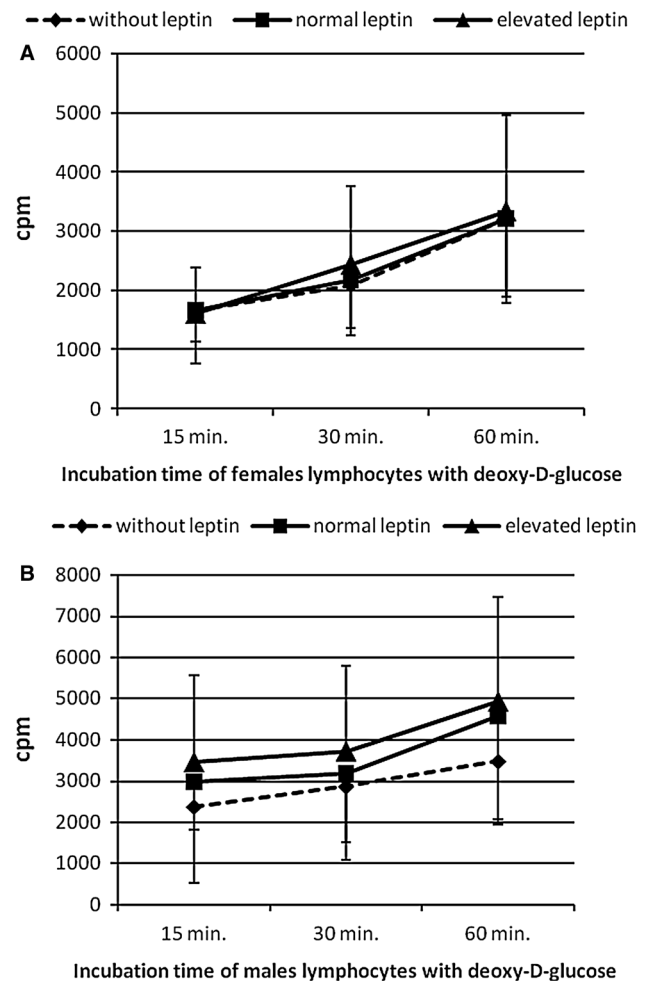 without leptin normal leptin elevated leptin
A
6000
5000
4000
3000
2000
1000
0
cpm
15 min. 30 min. 60 min.
Incubation time of females lymphocytes with deoxy-D-glucose
without leptin normal leptin elevated leptin
B
8000
7000
6000
5000
4000
3000
2000
1000
0
cpm
15 min. 30 min. 60 min.
Incubation time of males lymphocytes with deoxy-D-glucose